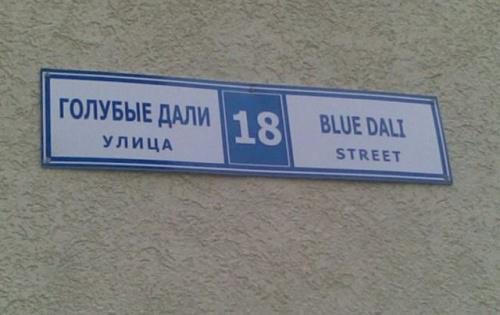 ГОЛУБЫЕ ДАЛИ
УЛИЦА
18
BLUE DALI
STREET